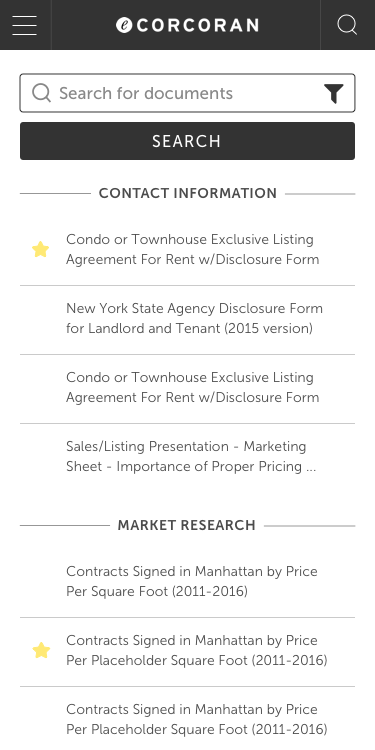 CORCORAN
Search for documents
SEARCH
CONTACT INFORMATION
Condo or Townhouse Exclusive Listing
Agreement For Rent w/Disclosure Form
New York State Agency Disclosure Form
for Landlord and Tenant (2015 version)
Condo or Townhouse Exclusive Listing
Agreement For Rent w/Disclosure Form
Sales/Listing Presentation - Marketing
Sheet - Importance of Proper Pricing ...
MARKET RESEARCH
Contracts Signed in Manhattan by Price
Per Square Foot (2011-2016)
Contracts Signed in Manhattan by Price
Per Placeholder Square Foot (2011-2016)
Contracts Signed in Manhattan by Price
Per Placeholder Square Foot (2011-2016)